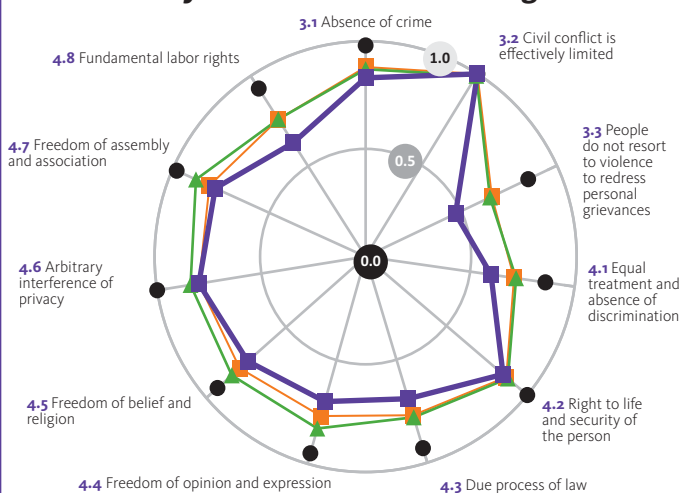 3.1 Absence of crime
3.2 Civil conflict is
effectively limited
1.0
4.8 Fundamental labor rights
3.3 People
do not resort
to violence
to redress
personal
grievances
4.7 Freedom of assembly
and association
0.5
0.0
4.6 Arbitrary
interference of
privacy
4.1 Equal
treatment and
absence of
discrimination
4.5 Freedom of belief and
religion
4.2 Right to life
and security of
the person
4.4 Freedom of opinion and expression
4.3 Due process of law